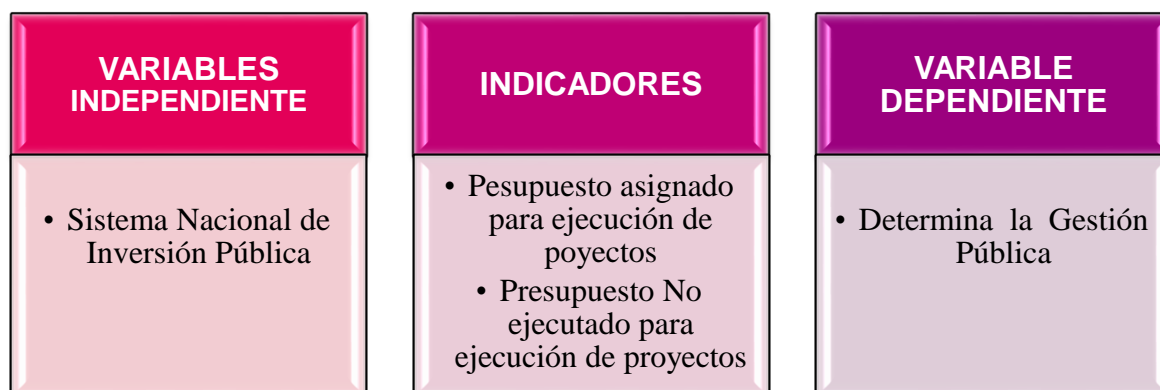 VARIABLES
INDEPENDIENTE
• Sistema Nacional de
Inversión Pública
INDICADORES
• Pesupuesto asignado
para ejecución de
poyectos
• Presupuesto No
ejecutado para
ejecución de proyectos
VARIABLE
DEPENDIENTE
• Determina la Gestión
Pública